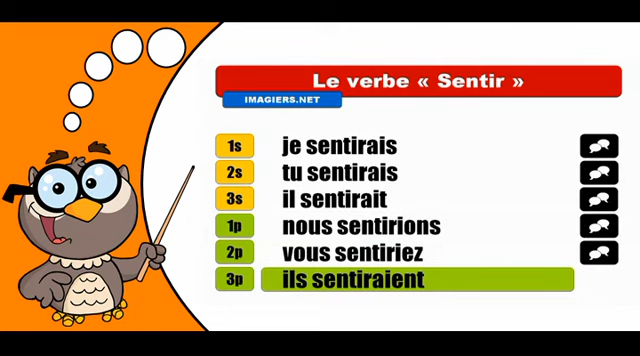 Le verbe « Sentir »
IMAGIERS.NET
1s je sentirais
2s tu sentirais
3s il sentirait
1p nous sentirions
2p vous sentiriez
3p ils sentiraient